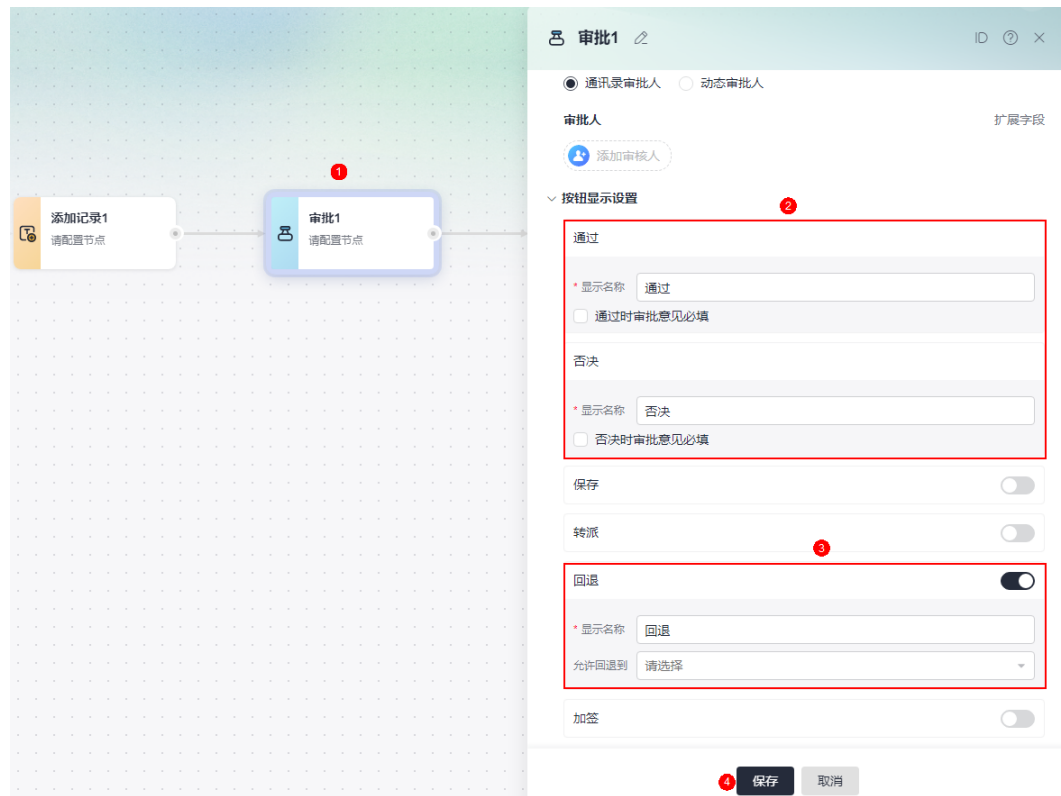 审批1
ID
通讯录审批人 动态审批人
审批人 扩展字段
添加审核人
1
添加记录1
请配置节点
审批1
请配置节点
按钮显示设置
2
通过
* 显示名称 通过
通过时审批意见必填
否决
* 显示名称 否决
否决时审批意见必填
保存
转派
3
回退
* 显示名称 回退
允许回退到 请选择
加签
4
保存 取消